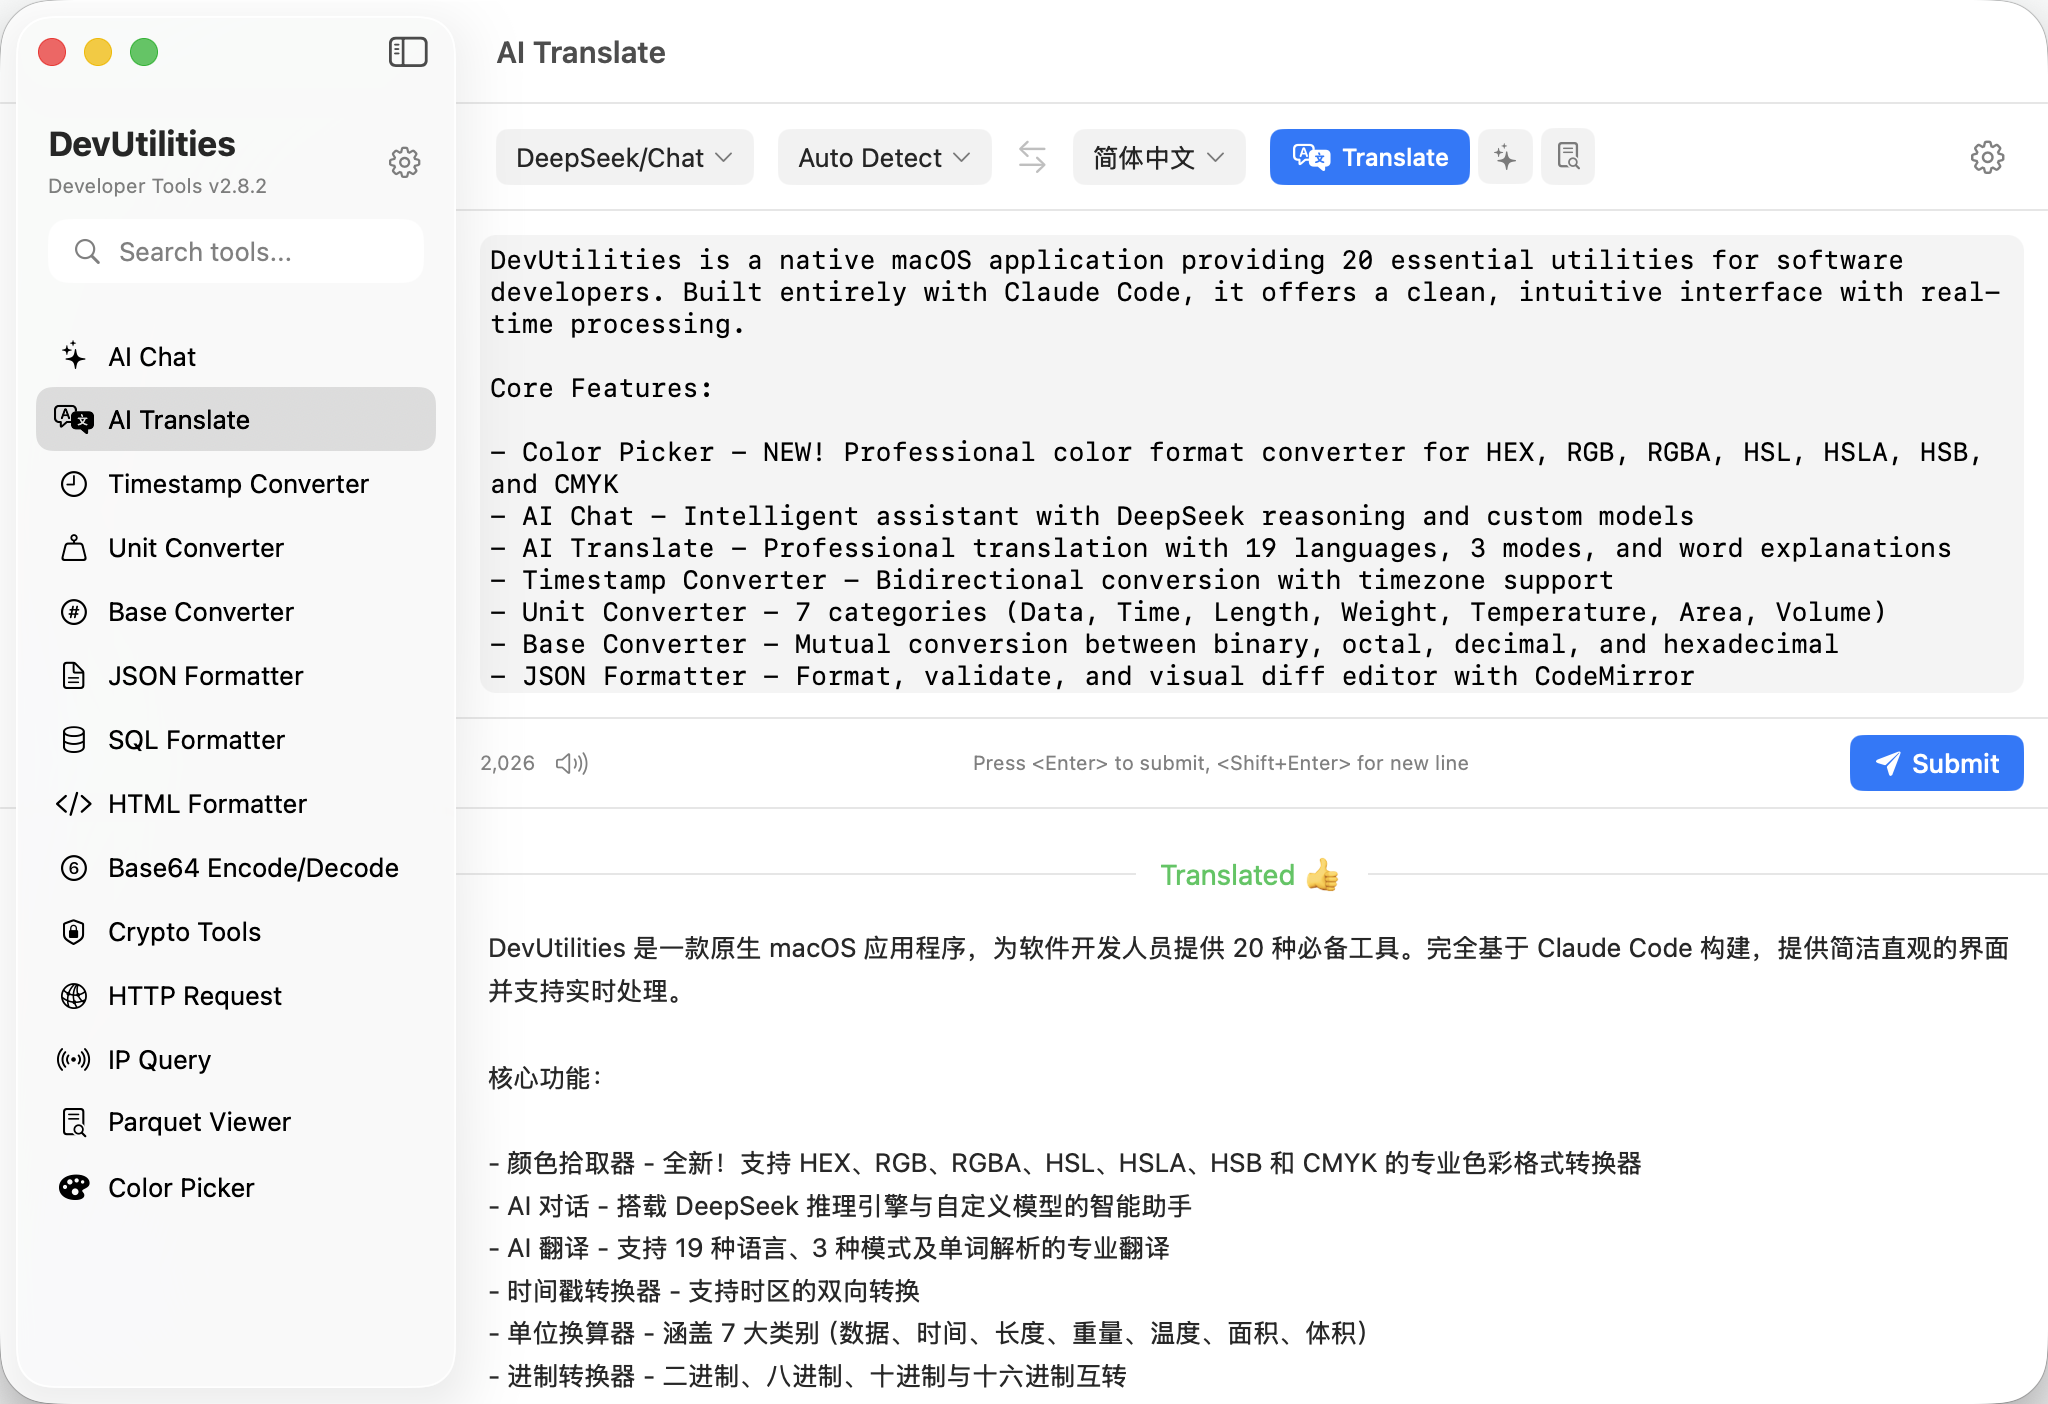 AI Translate
DevUtilities
Developer Tools v2.8.2
Search tools...
AI Chat
AI Translate
Timestamp Converter
Unit Converter
Base Converter
JSON Formatter
SQL Formatter
HTML Formatter
Base64 Encode/Decode
Crypto Tools
HTTP Request
IP Query
Parquet Viewer
Color Picker
DeepSeek/Chat
Auto Detect
简体中文
Translate
DevUtilities is a native macOS application providing 20 essential utilities for software
developers. Built entirely with Claude Code, it offers a clean, intuitive interface with real-
time processing.
Core Features:
- Color Picker - NEW! Professional color format converter for HEX, RGB, RGBA, HSL, HSLA, HSB,
and CMYK
- AI Chat - Intelligent assistant with DeepSeek reasoning and custom models
- AI Translate - Professional translation with 19 languages, 3 modes, and word explanations
- Timestamp Converter - Bidirectional conversion with timezone support
- Unit Converter - 7 categories (Data, Time, Length, Weight, Temperature, Area, Volume)
- Base Converter - Mutual conversion between binary, octal, decimal, and hexadecimal
- JSON Formatter - Format, validate, and visual diff editor with CodeMirror
2,026
Press <Enter> to submit, <Shift+Enter> for new line
Submit
Translated 👍
DevUtilities 是一款原生 macOS 应用程序，为软件开发人员提供 20 种必备工具。完全基于 Claude Code 构建，提供简洁直观的界面
并支持实时处理。
核心功能：
- 颜色拾取器 - 全新！支持 HEX、RGB、RGBA、HSL、HSLA、HSB 和 CMYK 的专业色彩格式转换器
- AI 对话 - 搭载 DeepSeek 推理引擎与自定义模型的智能助手
- AI 翻译 - 支持 19 种语言、3 种模式及单词解析的专业翻译
- 时间戳转换器 - 支持时区的双向转换
- 单位换算器 - 涵盖 7 大类别（数据、时间、长度、重量、温度、面积、体积）
- 进制转换器 - 二进制、八进制、十进制与十六进制互转